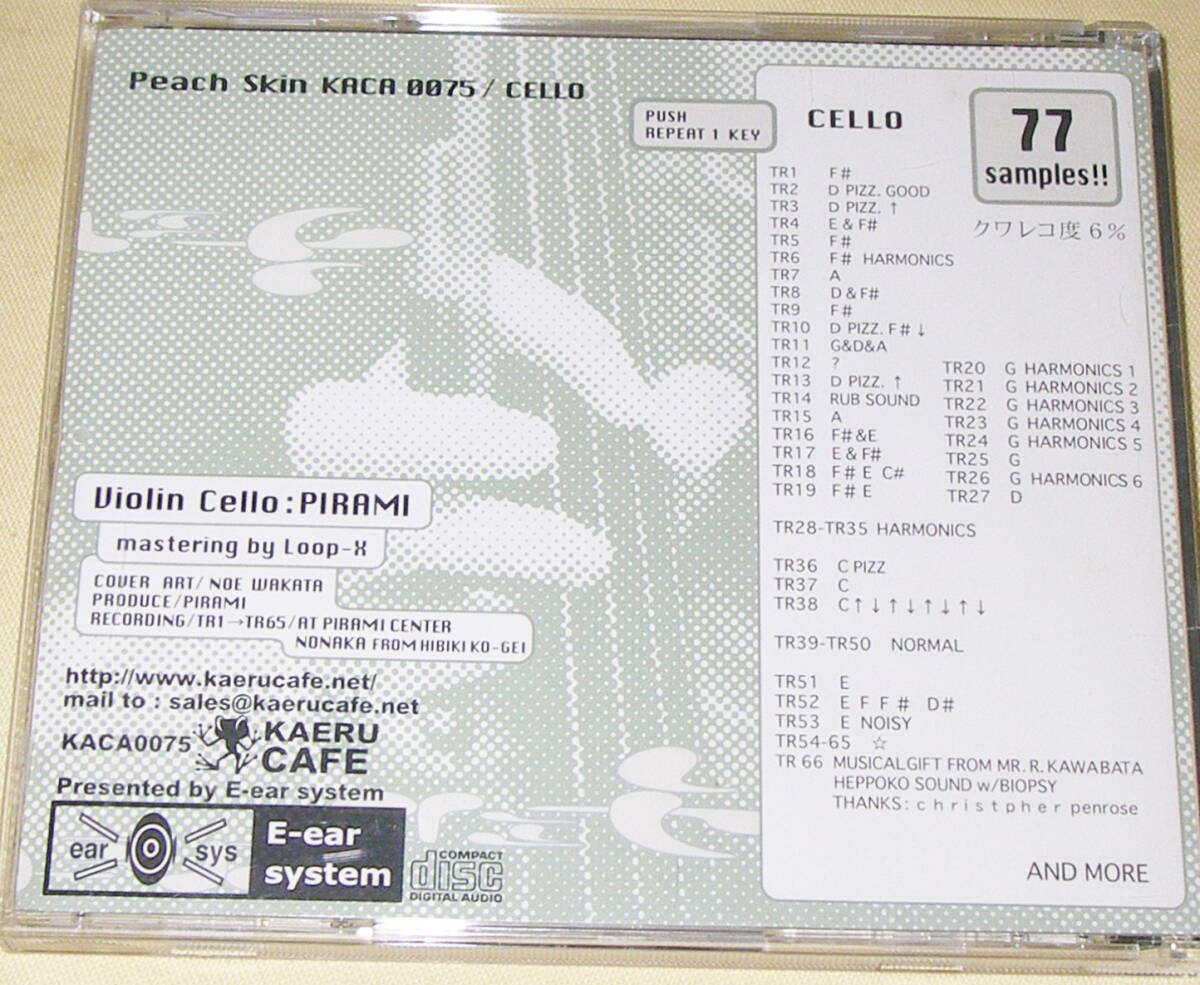 Peach Skin KACA 0075 / CELLO
PUSH
REPEAT 1 KEY
CELLO
77
samples!!
クワレコ度6%
TR1 F#
TR2 D PIZZ. GOOD
TR3 D PIZZ. ↑
TR4 E & F#
TR5 F#
TR6 F# HARMONICS
TR7 A
TR8 D & F#
TR9 F#
TR10 D PIZZ. F# ↓
TR11 G&D&A
TR12 ?
TR13 D PIZZ. ↑
TR14 RUB SOUND
TR15 A
TR16 F# & E
TR17 E & F#
TR18 F# E C#
TR19 F# E
TR20 G HARMONICS 1
TR21 G HARMONICS 2
TR22 G HARMONICS 3
TR23 G HARMONICS 4
TR24 G HARMONICS 5
TR25 G
TR26 G HARMONICS 6
TR27 D
TR28-TR35 HARMONICS
TR36 C PIZZ
TR37 C
TR38 C↑↓↑↓↑↓↑↓
TR39-TR50 NORMAL
TR51 E
TR52 E F F# D#
TR53 E NOISY
TR54-65 ☆
TR 66 MUSICALGIFT FROM MR. R. KAWABATA
HEPPOKO SOUND w/BIOPSY
THANKS: christpher penrose
AND MORE
Violin Cello:PIRAMI
mastering by Loop-X
COVER ART/ NOE WAKATA
PRODUCE/PIRAMI
RECORDING/TR1→TR65/AT PIRAMI CENTER
NONAKA FROM HIBIKI KO-GEI
http://www.kaerucafe.net/
mail to : sales@kaerucafe.net
KACA0075 KAERU
CAFE
Presented by E-ear system
ear sys
E-ear
system
COMPACT
disc
DIGITAL AUDIO